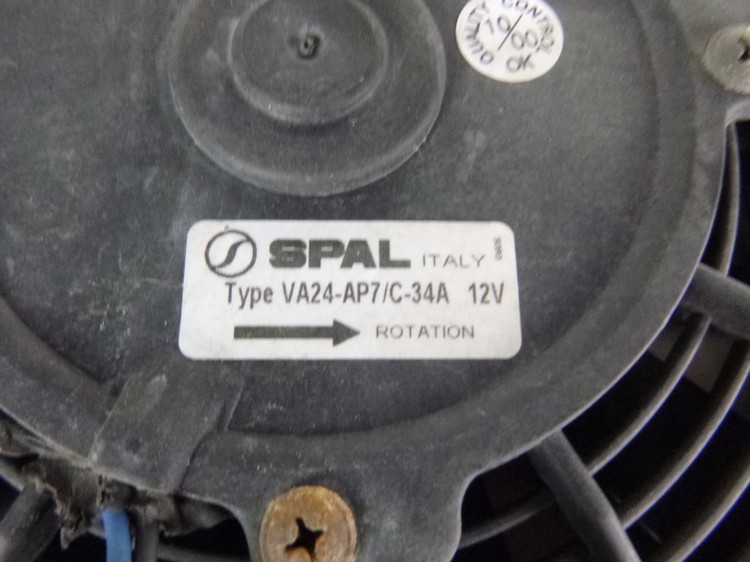 QUALITY CONTROL
10/00
OK
SPAL ITALY
Type VA24-AP7/C-34A 12V
ROTATION